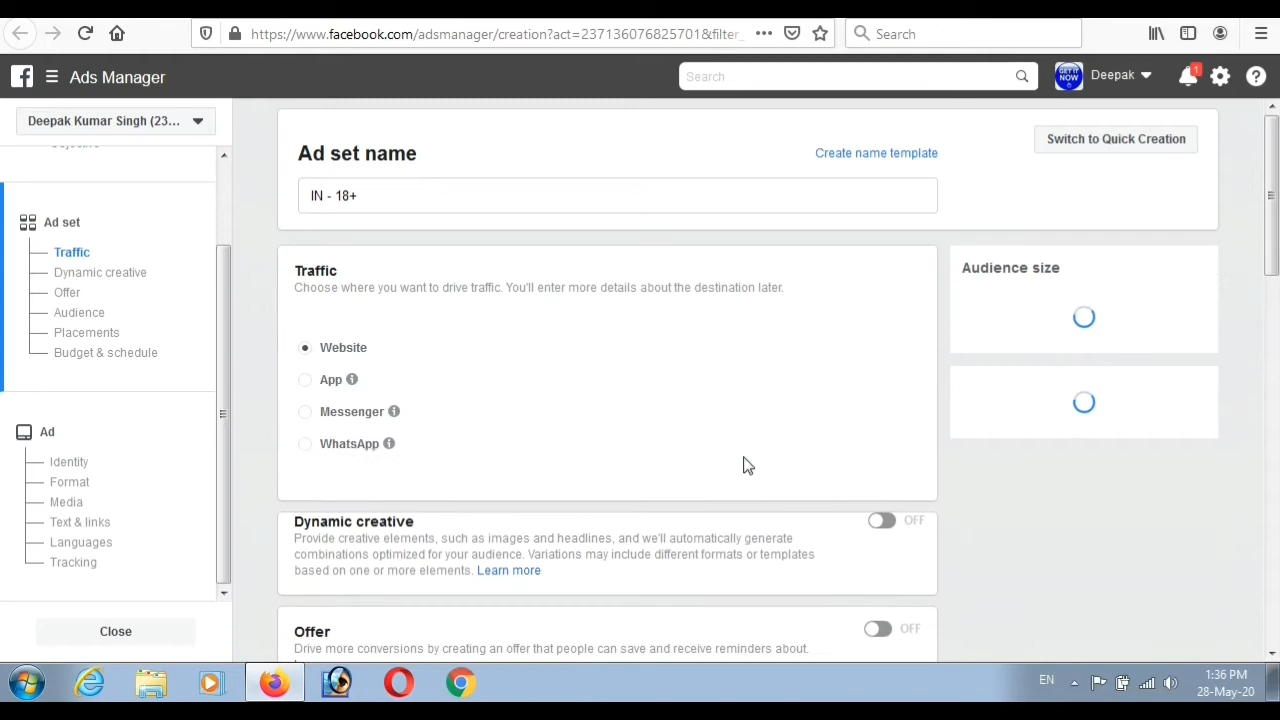 https://www.facebook.com/adsmanager/creation?act=237136076825701&filter_
Search
Ads Manager
Search
GET IT NOW
Deepak
1
Deepak Kumar Singh (23...
Objective
Ad set
Traffic
Dynamic creative
Offer
Audience
Placements
Budget & schedule
Ad
Identity
Format
Media
Text & links
Languages
Tracking
Close
Ad set name
Create name template
Switch to Quick Creation
IN - 18+
Traffic
Choose where you want to drive traffic. You'll enter more details about the destination later.
Website
App
Messenger
WhatsApp
Audience size
Dynamic creative
OFF
Provide creative elements, such as images and headlines, and we'll automatically generate
combinations optimized for your audience. Variations may include different formats or templates
based on one or more elements. Learn more
Offer
OFF
Drive more conversions by creating an offer that people can save and receive reminders about.
EN
1:36 PM
28-May-20